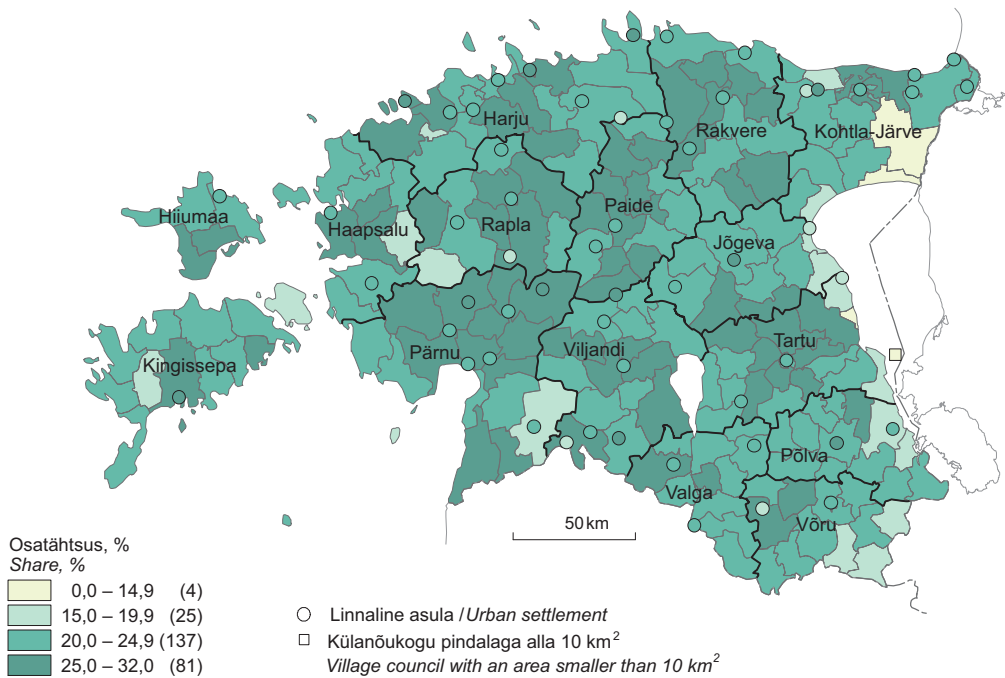 Harju
Rakvere
Kohtla-Järve
Hiiumaa
Haapsalu
Rapla
Paide
Jõgeva
Kingissepa
Pärnu
Viljandi
Tartu
Põlva
Valga
Võru
50 km
Osatähtsus, %
Share, %
0,0 – 14,9 (4)
15,0 – 19,9 (25)
20,0 – 24,9 (137)
25,0 – 32,0 (81)
Linnaline asula / Urban settlement
Külanõukogu pindalaga alla 10 km²
Village council with an area smaller than 10 km²